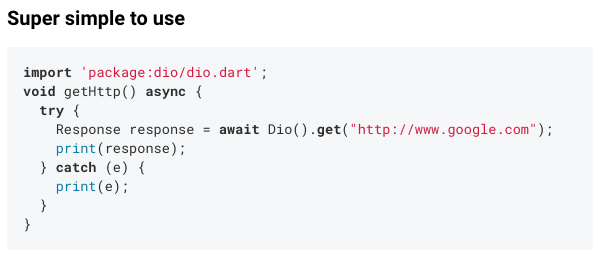 Super simple to use
import 'package:dio/dio.dart';
void getHttp() async {
  try {
    Response response = await Dio().get("http://www.google.com");
    print(response);
  } catch (e) {
    print(e);
  }
}